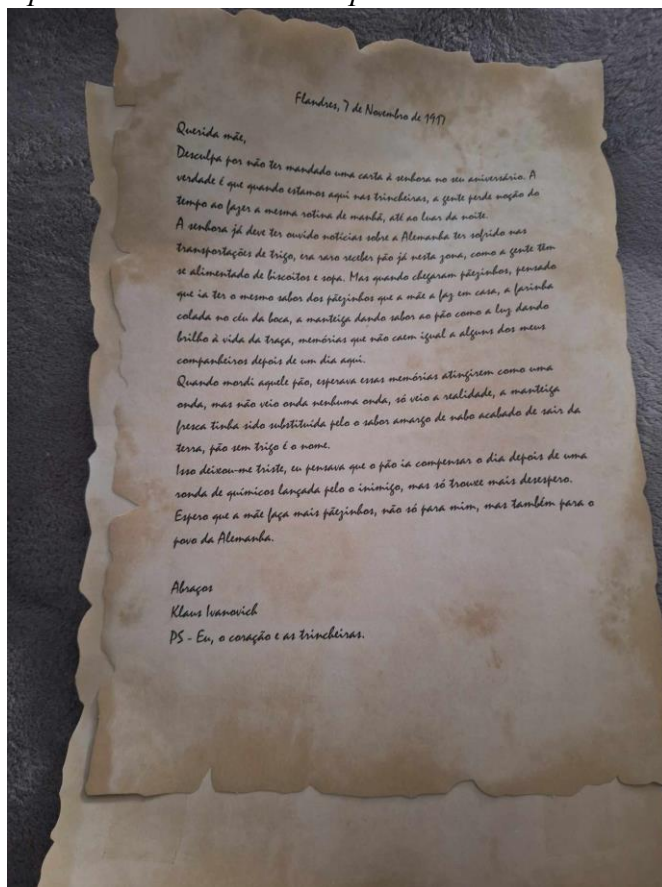 Flandres, 7 de Novembro de 1917
Querida mãe,
Desculpa por não ter mandado uma carta à senhora no seu aniversário. A
verdade é que quando estamos aqui nas trincheiras, a gente perde noção do
tempo ao fazer a mesma rotina de manhã, até ao luar da noite.
A senhora já deve ter ouvido notícias sobre a Alemanha ter sofrido nas
transportações de trigo, era raro receber pão já nesta zona, como a gente têm
se alimentado de biscoitos e sopa. Mas quando chegaram pãezinhos, pensado
que ia ter o mesmo sabor dos pãezinhos que a mãe a faz em casa, a farinha
colada no céu da boca, a manteiga dando sabor ao pão como a luz dando
brilho à vida da traça, memórias que não caem igual a alguns dos meus
companheiros depois de um dia aqui.
Quando mordi aquele pão, esperava essas memórias atingirem como uma
onda, mas não veio onda nenhuma onda, só veio a realidade, a manteiga
fresca tinha sido substituída pelo o sabor amargo de nabo acabado de sair da
terra, pão sem trigo é o nome.
Isso deixou-me triste, eu pensava que o pão ia compensar o dia depois de uma
ronda de químicos lançada pelo o inimigo, mas só trouxe mais desespero.
Espero que a mãe faça mais pãezinhos, não só para mim, mas também para o
povo da Alemanha.
Abraços
Klaus Ivanovich
PS - Eu, o coração e as trincheiras.